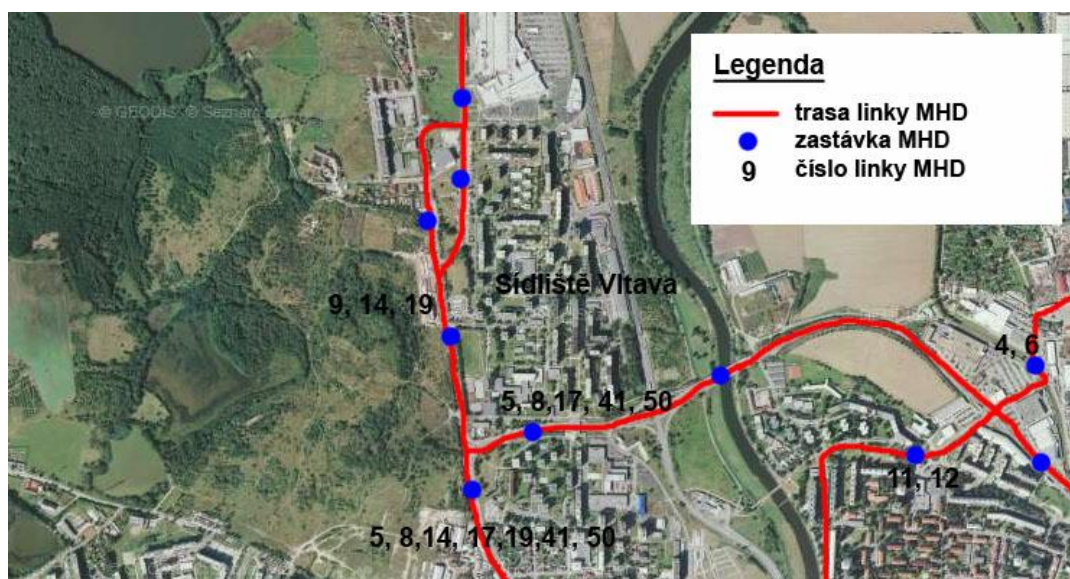 Legenda
trasa linky MHD
zastávka MHD
9 číslo linky MHD
© GEODIS © Seznam
Sídliště Vltava
9, 14, 19
4, 6
5, 8,17, 41, 50
11, 12
5, 8,14, 17,19,41, 50